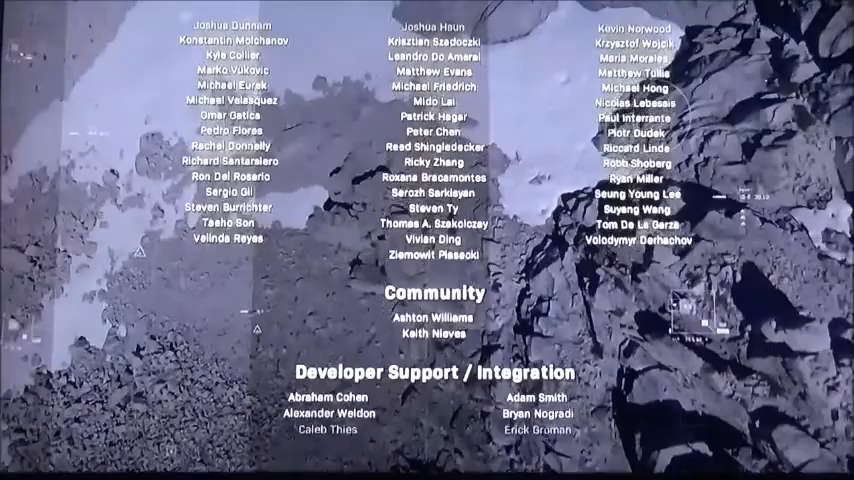 Joshua Dunnam Joshua Haun Kevin Norwood
Konstantin Molchanov Krisztian Szadoczki Krzysztof Wojcik
Kyle Collier Leandro Do Amaral Maria Morales
Marko Vukovic Matthew Evans Matthew Tullis
Michael Eurek Michael Friedrich Michael Hong
Michael Velasquez Mido Lai Nicolas Lebessis
Omar Gatica Patrick Hagar Paul Interrante
Pedro Flores Peter Chen Piotr Dudek
Rachel Donnelly Reed Shingledecker Riccard Linde
Richard Santarsiero Ricky Zhang Robb Shoberg
Ron Del Rosario Roxana Bracamontes Ryan Miller
Sergio Gil Serozh Sarkisyan Seung Young Lee
Steven Burrichter Steven Ty Suyang Wang
Taeho Son Thomas A. Szakolczay Tom De La Garza
Velinda Reyes Vivian Ding Volodymyr Derhachov
Ziemowit Piasecki
Community
Ashton Williams
Keith Nieves
Developer Support / Integration
Abraham Cohen Adam Smith
Alexander Weldon Bryan Nogradi
Caleb Thies Erick Groman